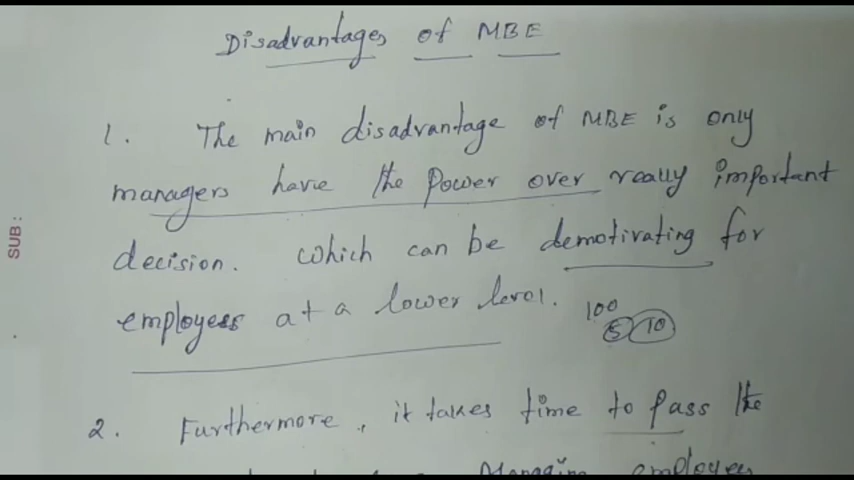 Disadvantages of MBE
1. The main disadvantage of MBE is only
managers have the power over really important
decision. Which can be demotivating for
employees at a lower level.
100
5 10
2. Furthermore, it takes time to pass the
Managing employees
SUB: